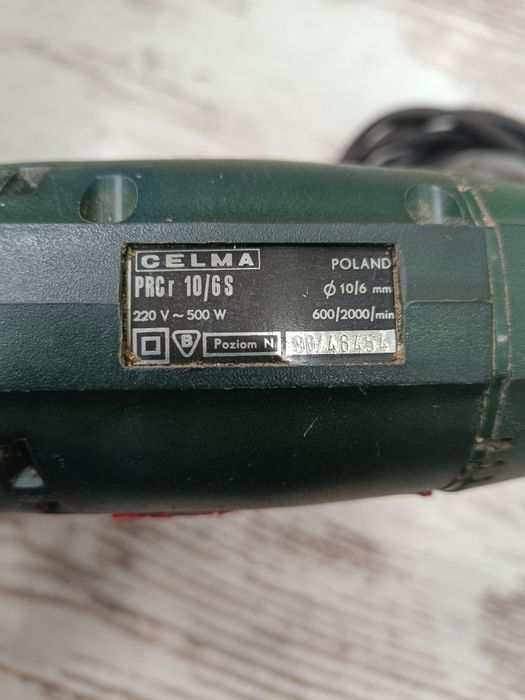 CELMA POLAND
PRCr 10/6S ⌀ 10/6 mm
220 V ~ 500 W 600/2000/min
B Poziom N 90/46454